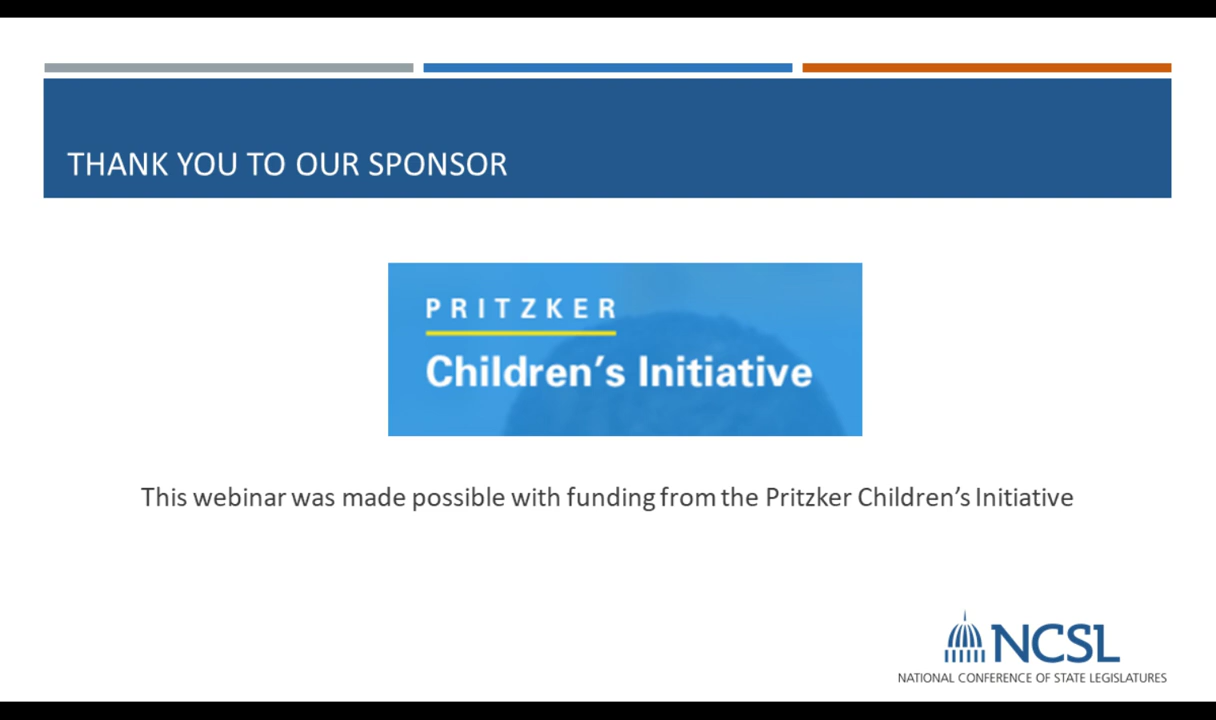 THANK YOU TO OUR SPONSOR
PRITZKER
Children's Initiative
This webinar was made possible with funding from the Pritzker Children's Initiative
NCSL
NATIONAL CONFERENCE OF STATE LEGISLATURES